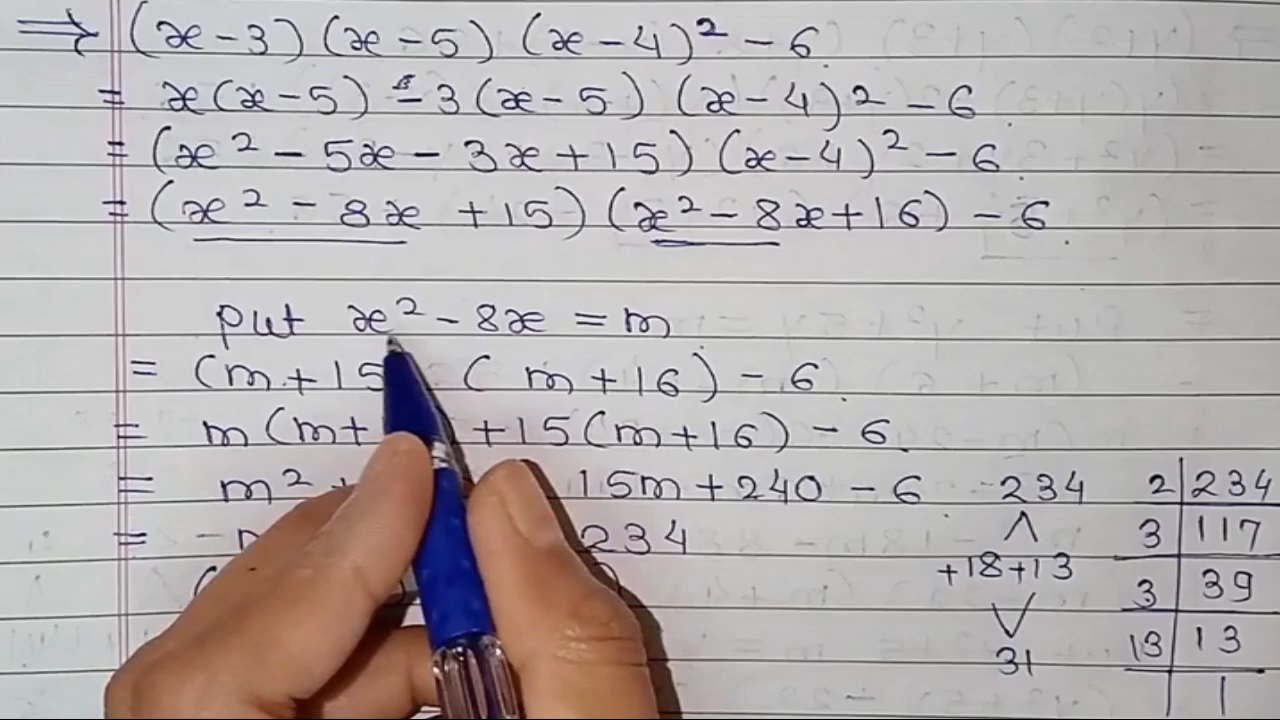 ⇒ (x - 3) (x - 5) (x - 4)² - 6
= x(x - 5) - 3(x - 5) (x - 4)2 - 6
= (x² - 5x - 3x + 15) (x - 4)² - 6
= (x² - 8x + 15) (x² - 8x + 16) - 6
put x² - 8x = m
= (m + 15 ( m + 16) - 6
= m(m + + 15(m + 16) - 6
= m² + 15m + 240 - 6
= 234
234
∧
+18 +13
∨
31
2 | 234
3 | 117
3 | 39
13 | 13
| 1